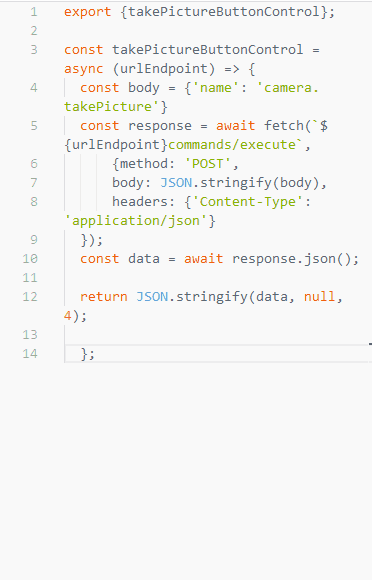 1 export {takePictureButtonControl};
2
3 const takePictureButtonControl =
async (urlEndpoint) => {
4 const body = {'name': 'camera.
takePicture'}
5 const response = await fetch(`$
{urlEndpoint}commands/execute`,
6 {method: 'POST',
7 body: JSON.stringify(body),
8 headers: {'Content-Type':
'application/json'}
9 });
10 const data = await response.json();
11
12 return JSON.stringify(data, null,
4);
13
14 };